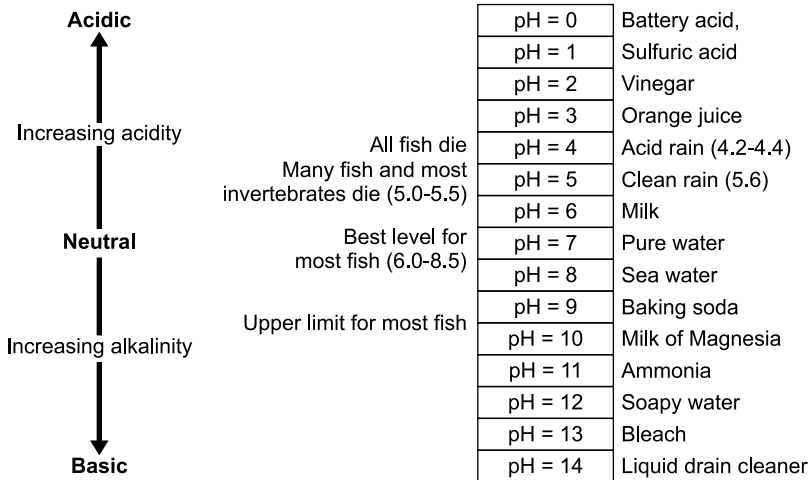 Acidic
Increasing acidity
Neutral
Increasing alkalinity
Basic
All fish die
Many fish and most
invertebrates die (5.0-5.5)
Best level for
most fish (6.0-8.5)
Upper limit for most fish
pH = 0 Battery acid,
pH = 1 Sulfuric acid
pH = 2 Vinegar
pH = 3 Orange juice
pH = 4 Acid rain (4.2-4.4)
pH = 5 Clean rain (5.6)
pH = 6 Milk
pH = 7 Pure water
pH = 8 Sea water
pH = 9 Baking soda
pH = 10 Milk of Magnesia
pH = 11 Ammonia
pH = 12 Soapy water
pH = 13 Bleach
pH = 14 Liquid drain cleaner